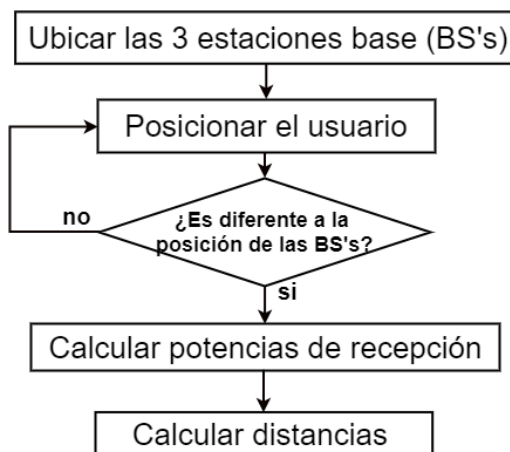 Ubicar las 3 estaciones base (BS's)
Posicionar el usuario
¿Es diferente a la
posición de las BS's?
no
si
Calcular potencias de recepción
Calcular distancias